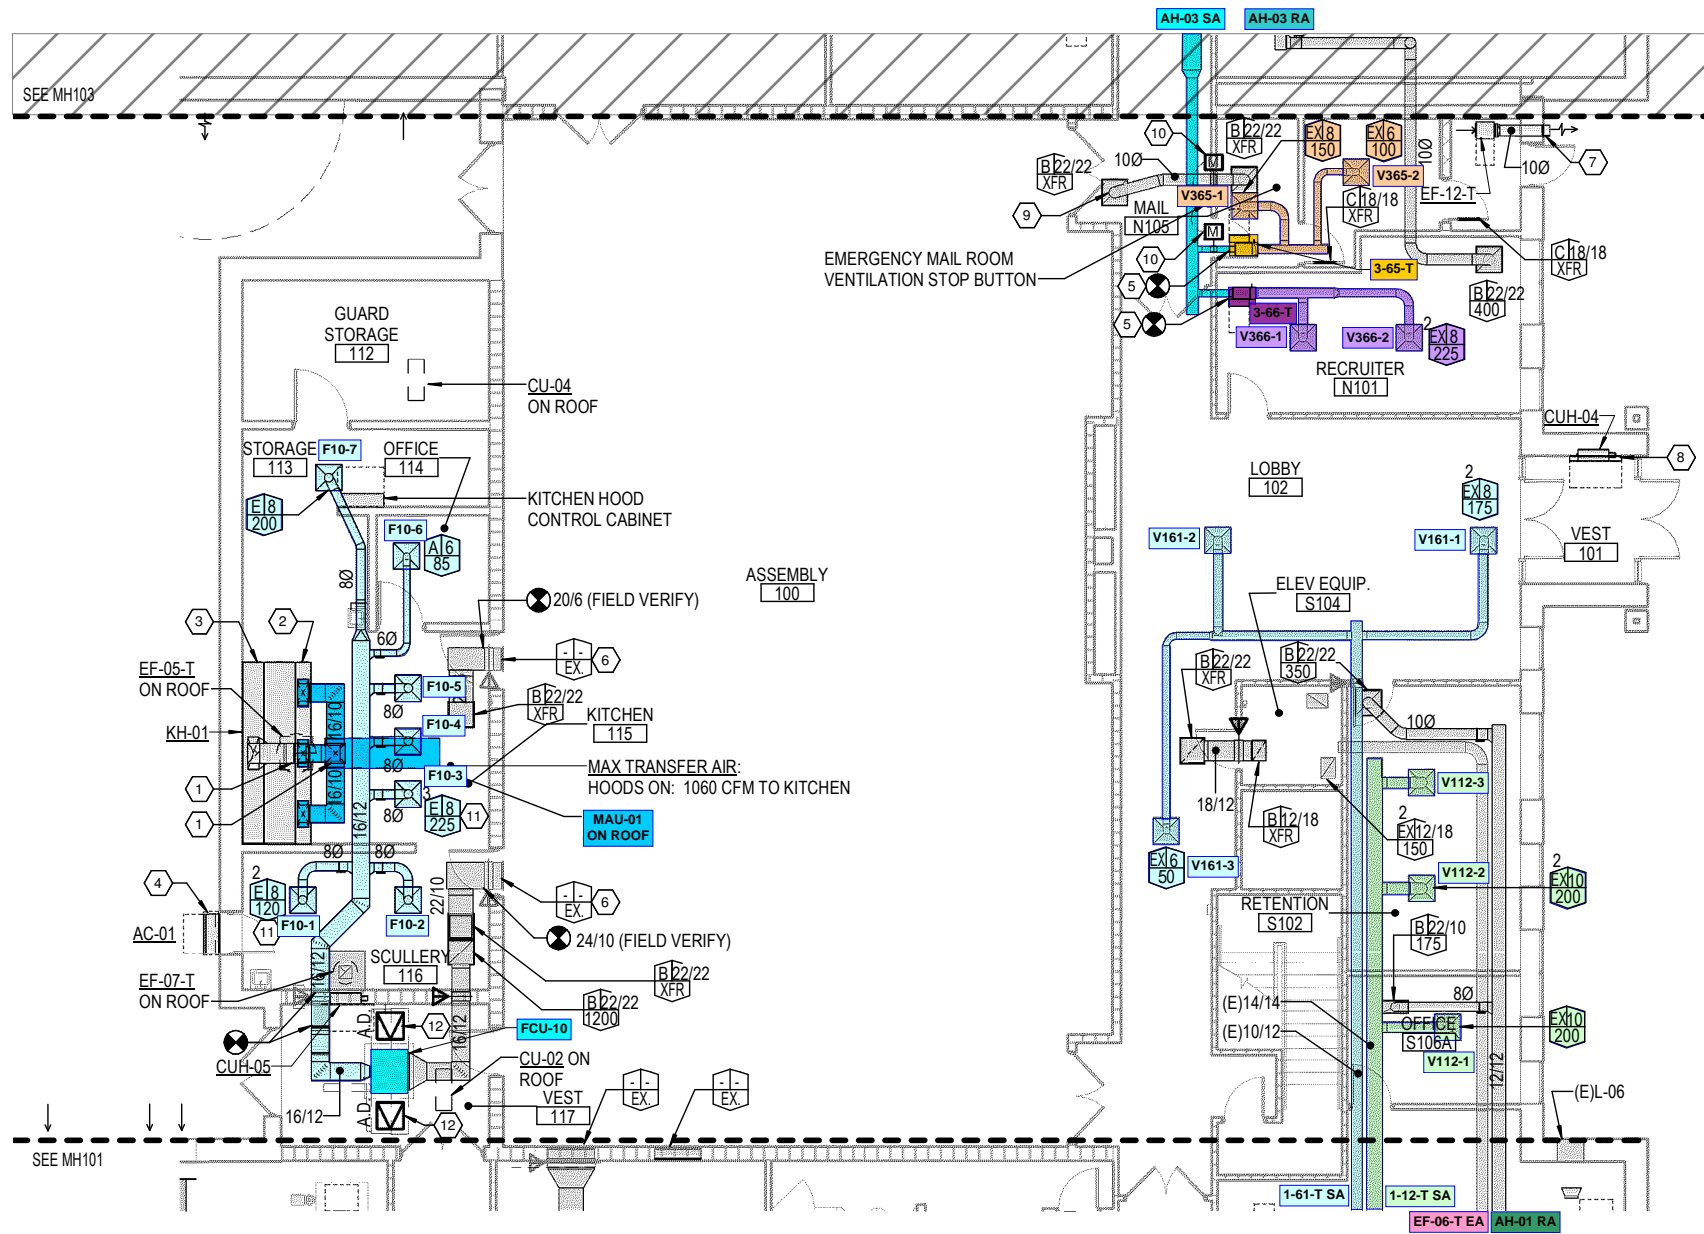 AH-03 SA
AH-03 RA
SEE MH103
10
B 22/22
XFR
EX 8
150
EX 6
100
10Ø
10Ø
7
B 22/22
XFR
10Ø
V365-1
V365-2
C 18/18
XFR
EF-12-T
9
MAIL
N105
10
C 18/18
XFR
EMERGENCY MAIL ROOM
VENTILATION STOP BUTTON
5
3-65-T
B 22/22
400
5
3-66-T
V366-1
V366-2
2
EX 8
225
RECRUITER
N101
GUARD
STORAGE
112
CU-04
ON ROOF
CUH-04
8
STORAGE
113
F10-7
OFFICE
114
LOBBY
102
2
EX 8
175
E 8
200
KITCHEN HOOD
CONTROL CABINET
F10-6
A 6
85
V161-2
V161-1
VEST
101
8Ø
ASSEMBLY
100
ELEV EQUIP.
S104
20/6 (FIELD VERIFY)
3
2
6Ø
- -
EX.
6
B 22/22
XFR
B 22/22
350
EF-05-T
ON ROOF
F10-5
8Ø
B 22/22
XFR
16/10
KITCHEN
115
F10-4
KH-01
10Ø
8Ø
F10-3
MAX TRANSFER AIR:
HOODS ON: 1060 CFM TO KITCHEN
1
16/10
3
E 8
225
11
8Ø
1
16/12
MAU-01
ON ROOF
18/12
B 12/18
XFR
V112-3
2
EX 12/18
150
8Ø
8Ø
2
E 8
120
4
22/10
- -
EX.
6
EX 6
50
V161-3
V112-2
2
EX 10
200
RETENTION
S102
AC-01
11
F10-1
F10-2
24/10 (FIELD VERIFY)
B 22/10
175
SCULLERY
116
EF-07-T
ON ROOF
16/12
B 22/22
XFR
B 22/22
1200
8Ø
(E)14/14
(E)10/12
A.D.
12
FCU-10
16/12
OFFICE
S106A
EX 10
200
V112-1
CUH-05
CU-02 ON
ROOF
12/12
- -
EX.
- -
EX.
(E)L-06
16/12
A.D.
12
VEST
117
SEE MH101
1-61-T SA
1-12-T SA
EF-06-T EA
AH-01 RA